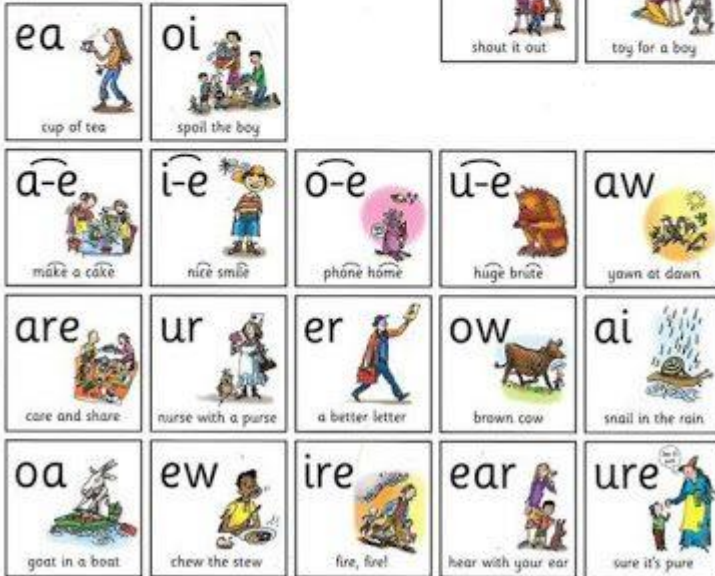 shout it out
toy for a boy
ea
cup of tea
oi
spoil the boy
a-e
make a cake
i-e
nice smile
o-e
phone home
u-e
huge brute
aw
yawn at dawn
are
care and share
ur
nurse with a purse
er
a better letter
ow
brown cow
ai
snail in the rain
oa
goat in a boat
ew
chew the stew
ire
fire, fire!
ear
hear with your ear
ure
sure it's pure